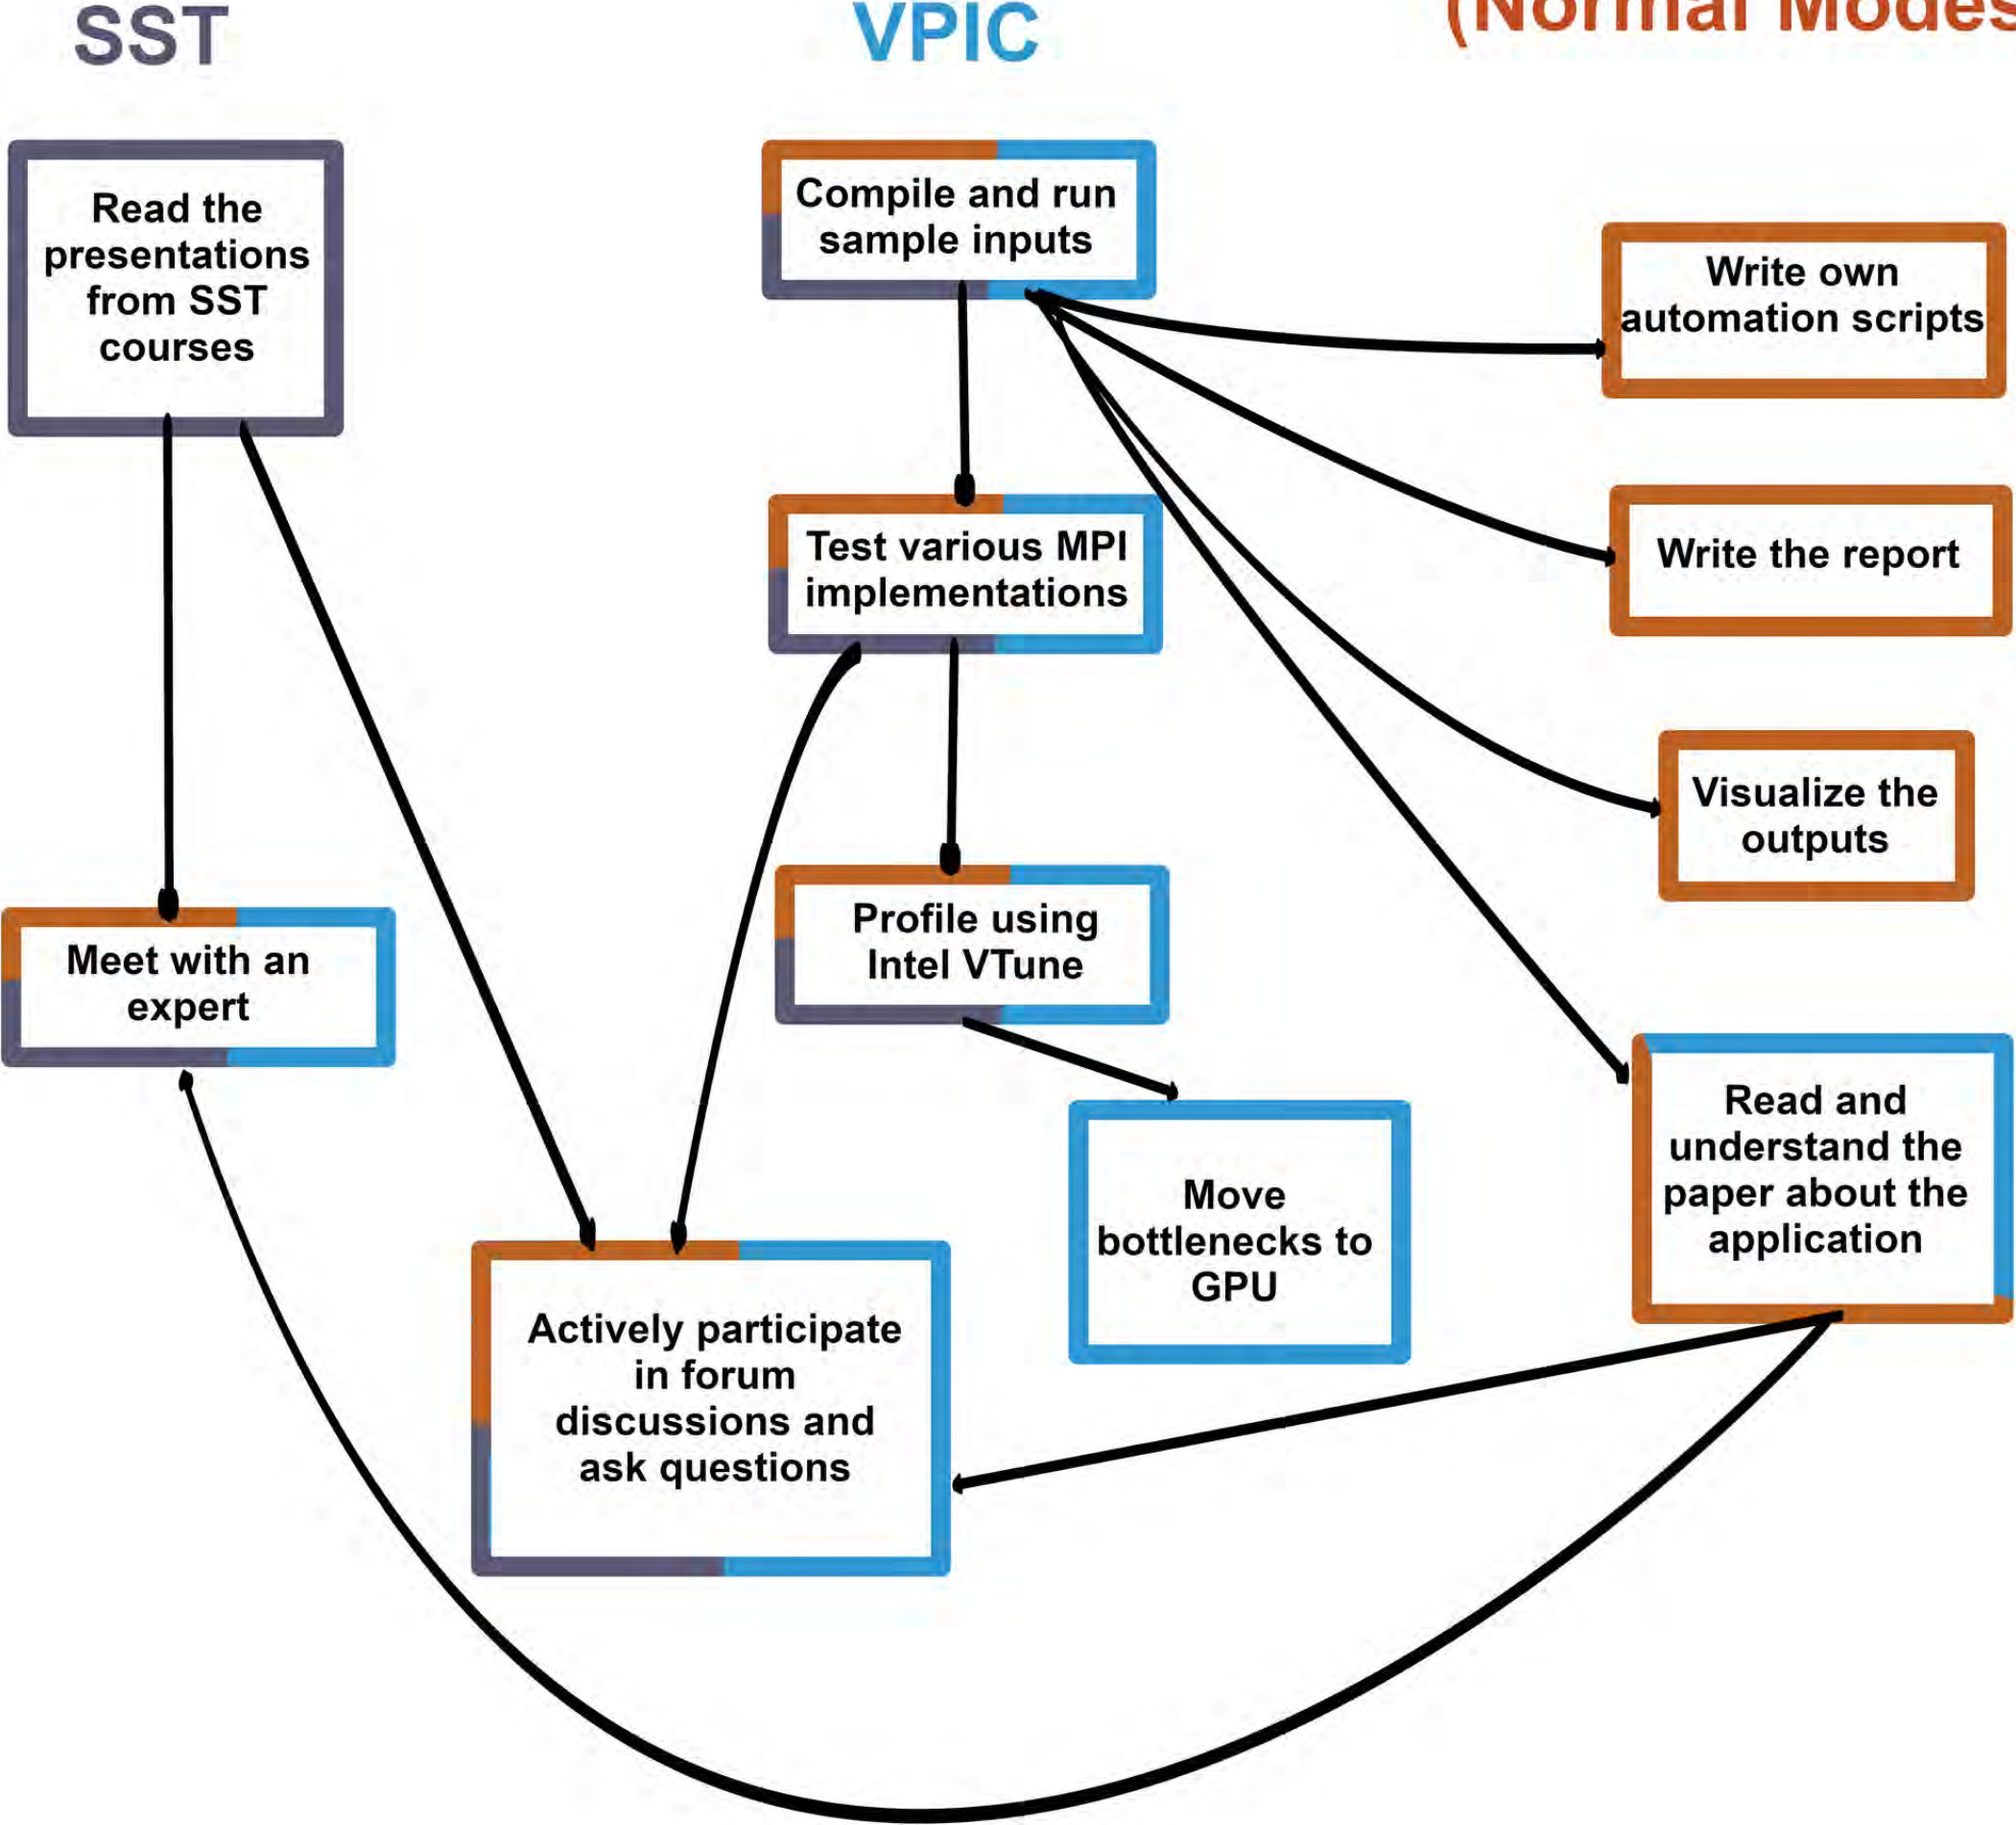 SST
VPIC
(Normal Modes
Read the
presentations
from SST
courses
Compile and run
sample inputs
Write own
automation scripts
Test various MPI
implementations
Write the report
Visualize the
outputs
Profile using
Intel VTune
Meet with an
expert
Read and
understand the
paper about the
application
Move
bottlenecks to
GPU
Actively participate
in forum
discussions and
ask questions